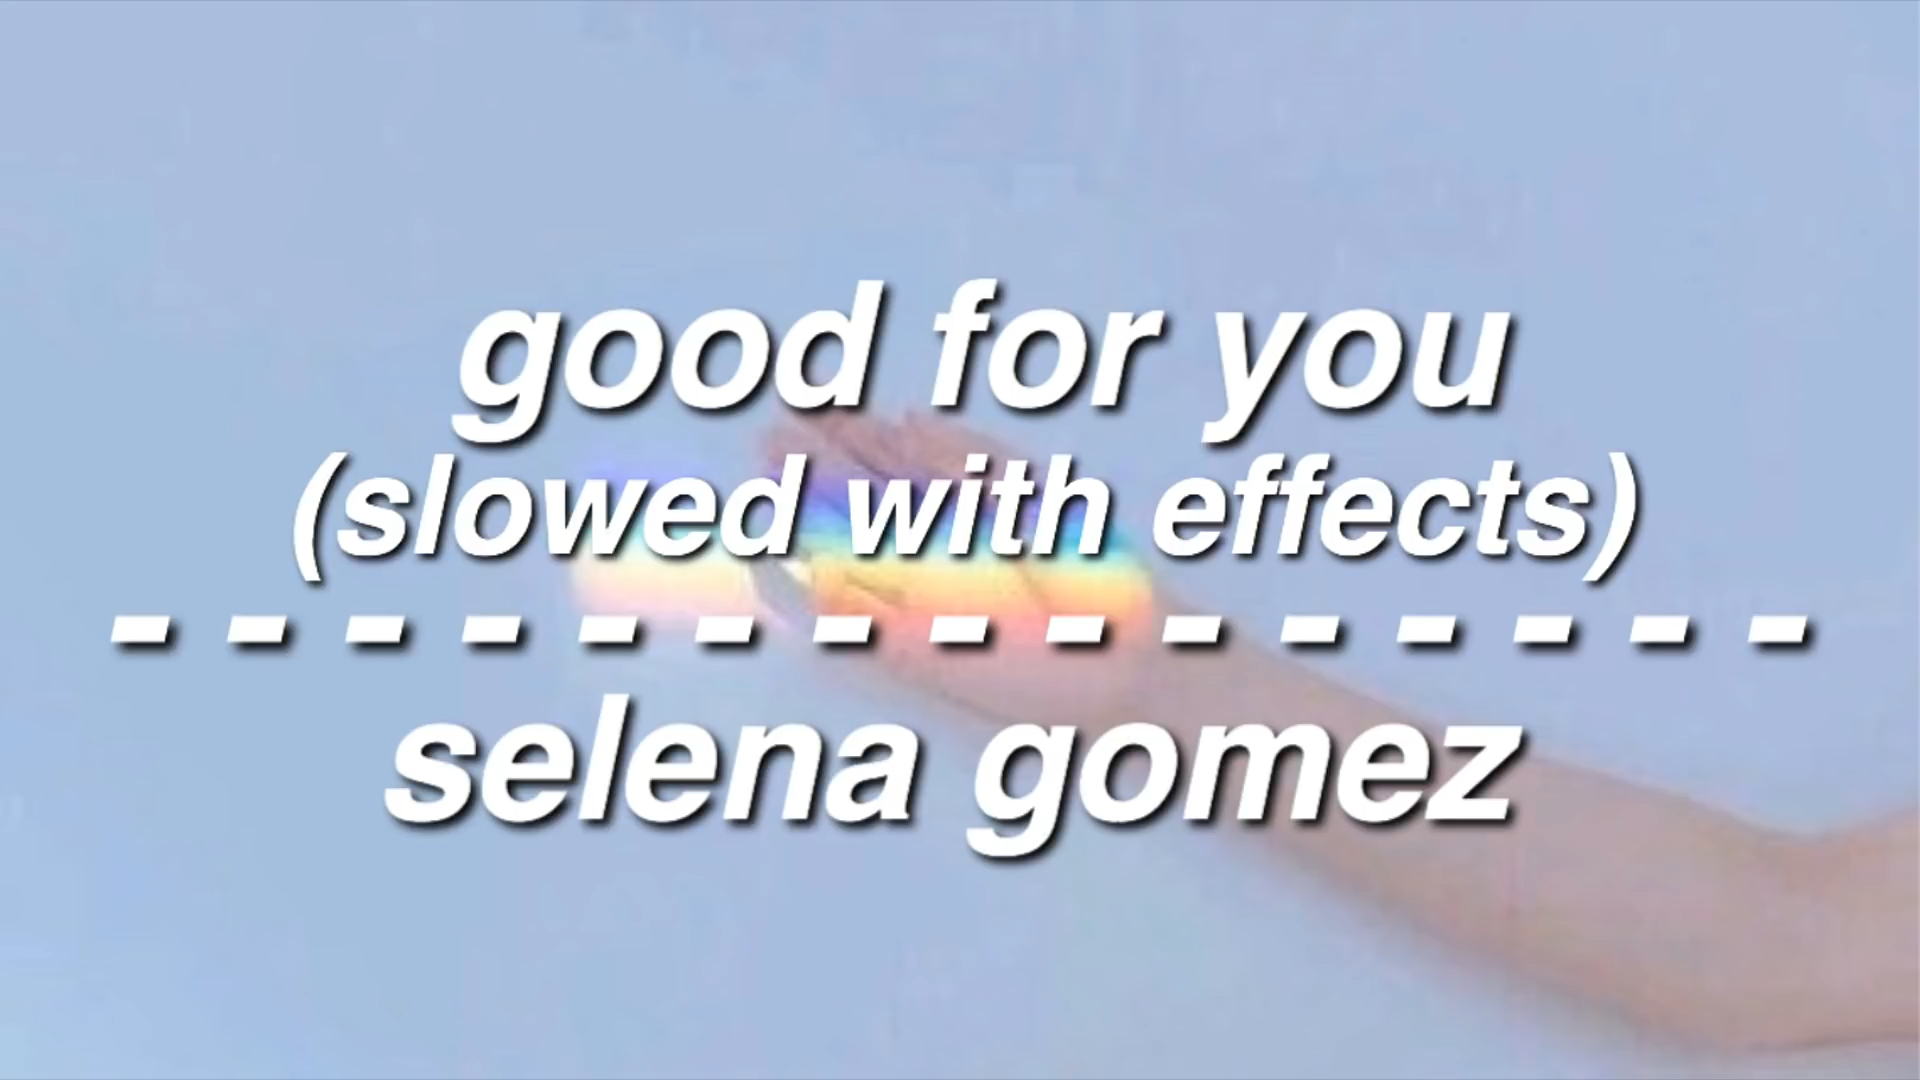 good for you
(slowed with effects)
- - - - - - - - - - - - - - -
selena gomez